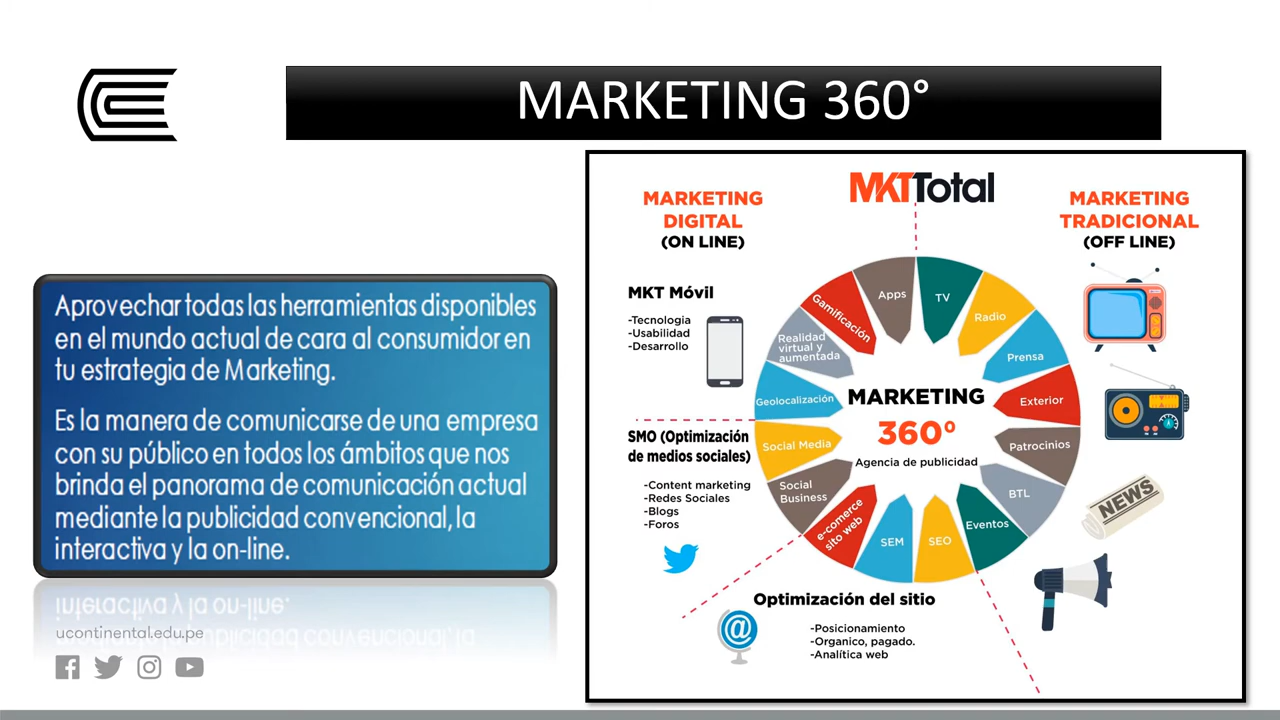 MARKETING 360°
Aprovechar todas las herramientas disponibles
en el mundo actual de cara al consumidor en
tu estrategia de Marketing.
Es la manera de comunicarse de una empresa
con su público en todos los ámbitos que nos
brinda el panorama de comunicación actual
mediante la publicidad convencional, la
interactiva y la on-line.
ucontinental.edu.pe
MKTTotal
MARKETING
DIGITAL
(ON LINE)
MARKETING
TRADICIONAL
(OFF LINE)
MKT Móvil
-Tecnologia
-Usabilidad
-Desarrollo
SMO (Optimización
de medios sociales)
-Content marketing
-Redes Sociales
-Blogs
-Foros
Apps
TV
Radio
Prensa
Exterior
Patrocinios
BTL
Eventos
SEO
SEM
e-comerce
sito web
Social
Business
Social Media
Geolocalización
Realidad
virtual y
aumentada
Gamificación
MARKETING
360º
Agencia de publicidad
NEWS
Optimización del sitio
@
-Posicionamiento
-Organico, pagado.
-Analítica web